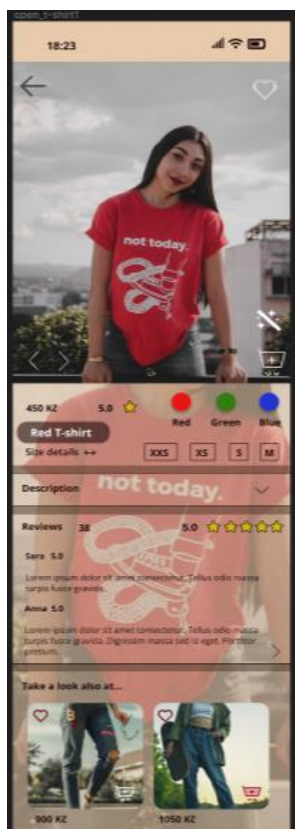 open_t-shirt1
18:23
not today.
450 Kč 5.0
Red Green Blue
Red T-shirt
Size details ↔ XXS XS S M
not today.
Description
Reviews 38 5.0
Sara 5.0
Lorem ipsum dolor sit amet consectetur. Tellus odio massa
turpis fusce gravida.
Anna 5.0
Lorem ipsum dolor sit amet consectetur. Tellus odio massa
turpis fusce gravida. Dignissim massa sed id eget. Porttitor
pretium.
Take a look also at...
900 Kč 1050 Kč